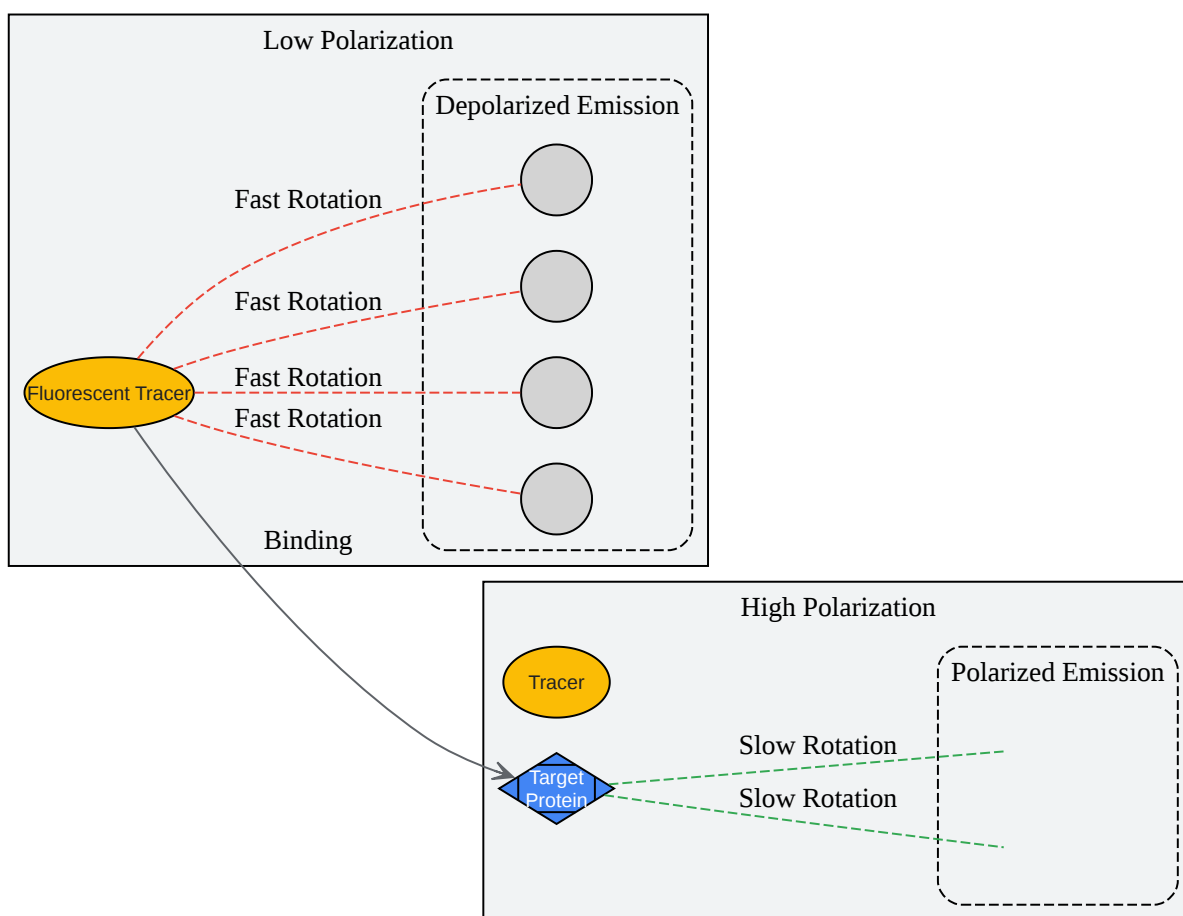 Low Polarization
Depolarized Emission
Fast Rotation
Fast Rotation
Fast Rotation
Fluorescent Tracer
Fast Rotation
Binding
High Polarization
Tracer
Polarized Emission
Slow Rotation
Target
Protein
Slow Rotation